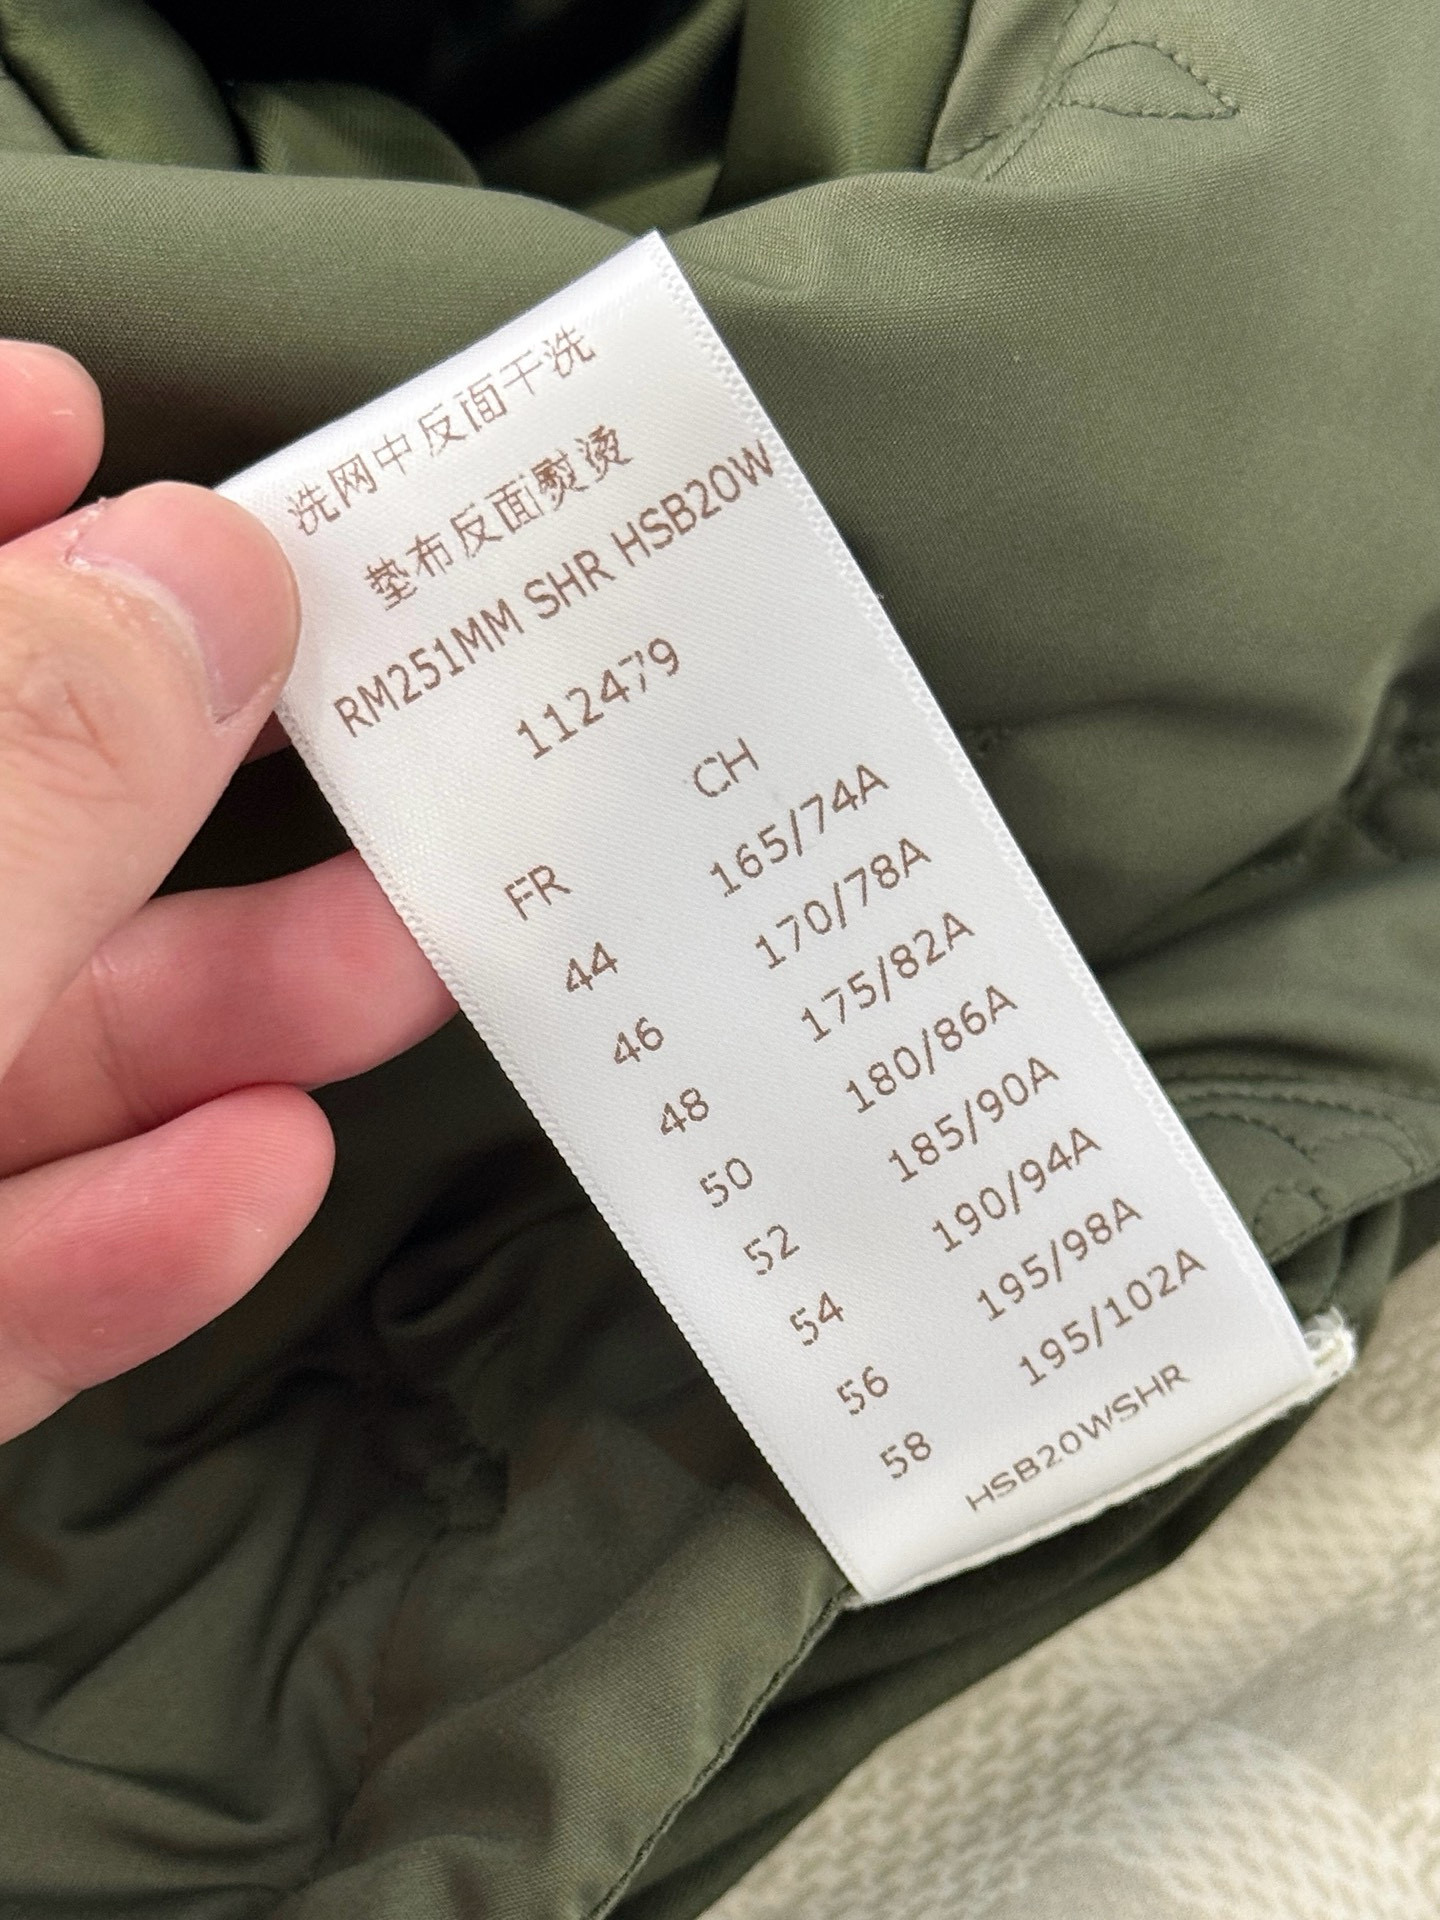 洗网中反面干洗
垫布反面熨烫
RM251MM SHR HSB20W
112479
FR CH
44 165/74A
46 170/78A
48 175/82A
50 180/86A
52 185/90A
54 190/94A
56 195/98A
58 195/102A
HSB20WSHR